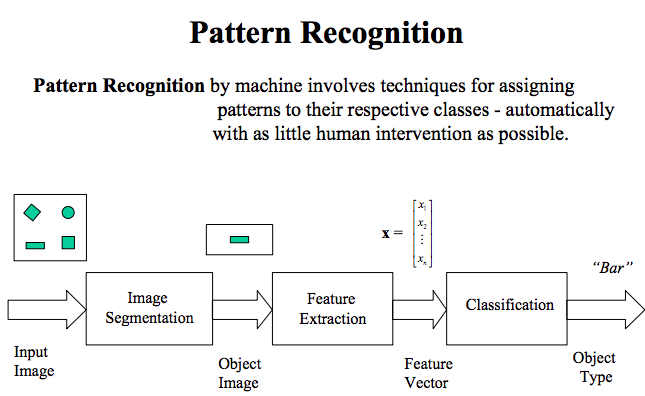 Pattern Recognition
Pattern Recognition by machine involves techniques for assigning
patterns to their respective classes - automatically
with as little human intervention as possible.
x = [x₁ x₂ ⋮ xₙ]
"Bar"
Image
Segmentation
Feature
Extraction
Classification
Input
Image
Object
Image
Feature
Vector
Object
Type